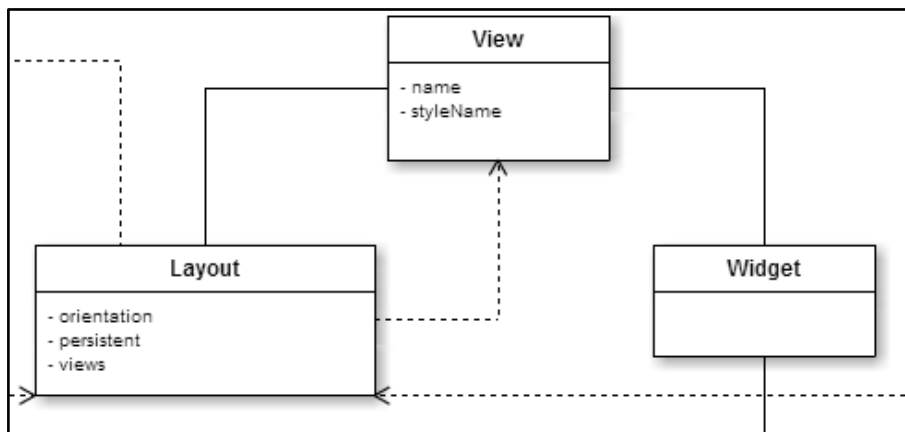 View
- name
- styleName
Layout
- orientation
- persistent
- views
Widget